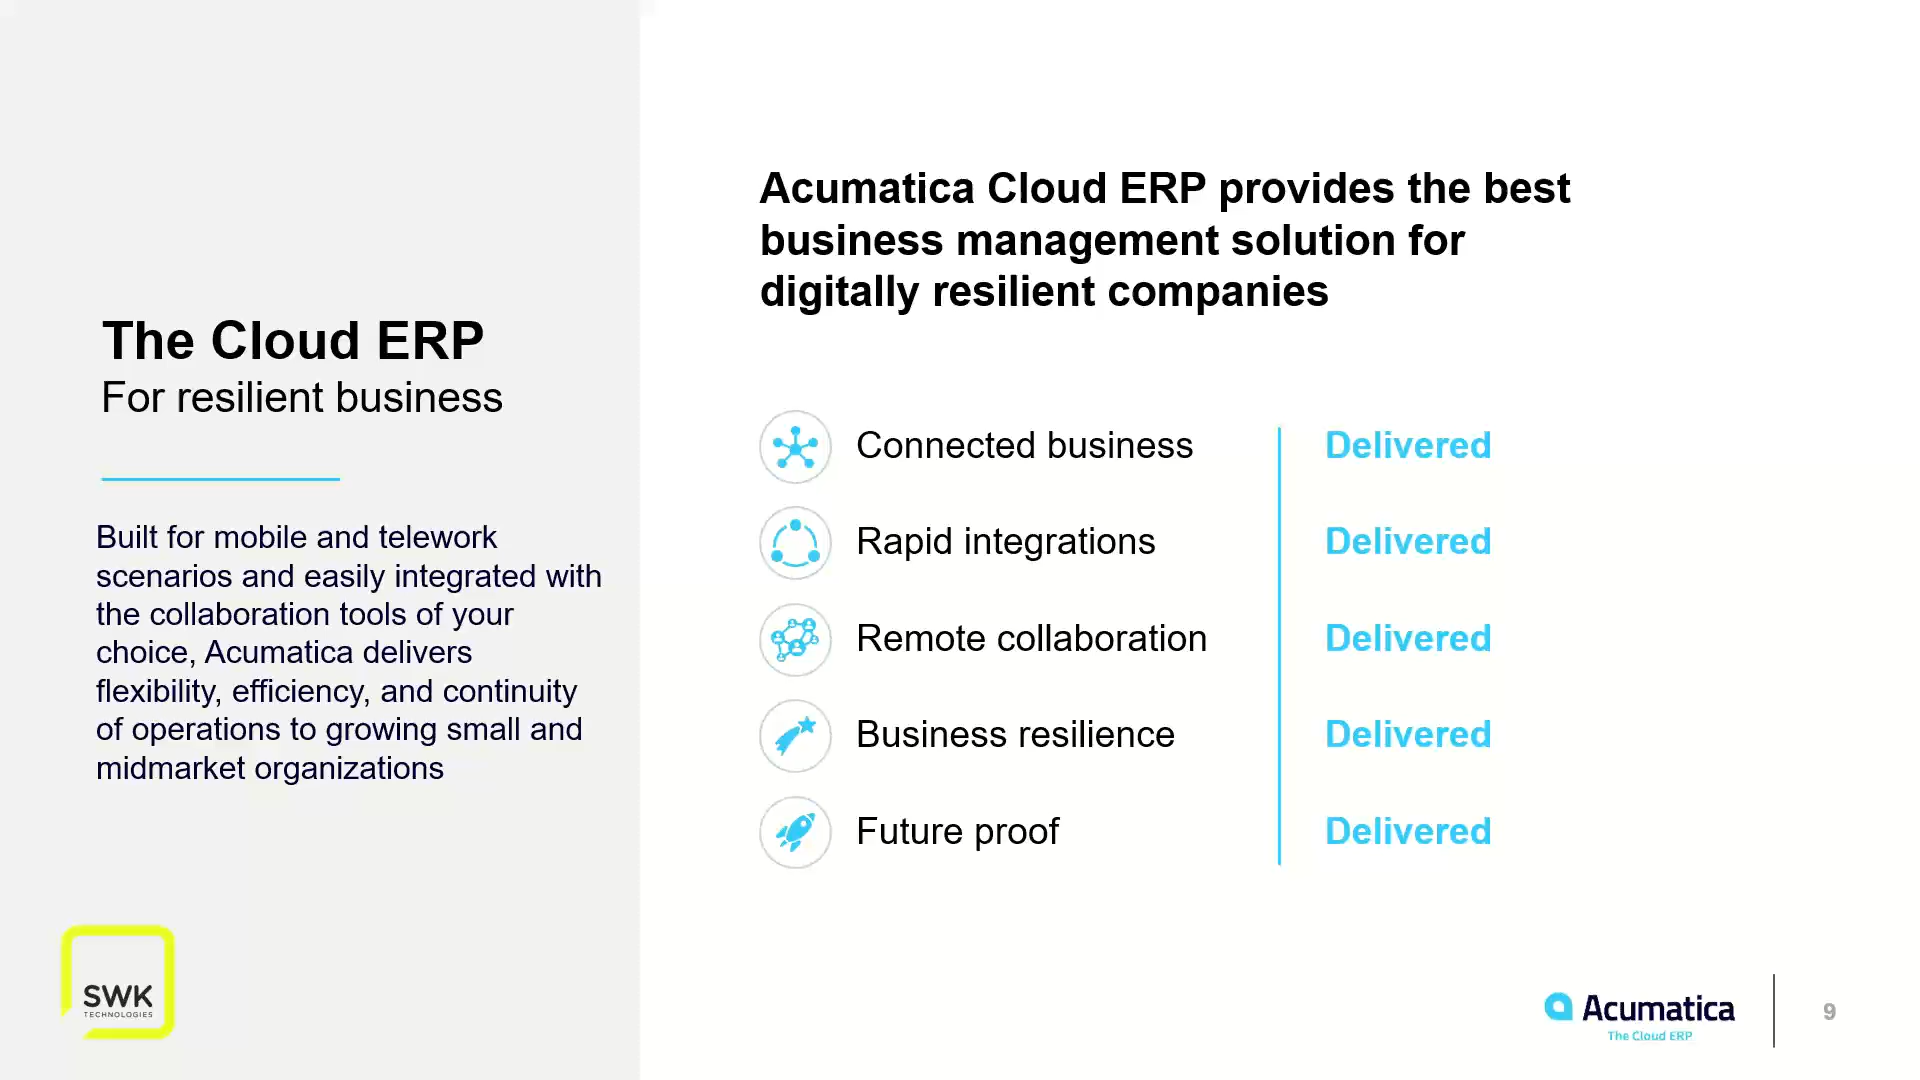 The Cloud ERP
For resilient business
Built for mobile and telework
scenarios and easily integrated with
the collaboration tools of your
choice, Acumatica delivers
flexibility, efficiency, and continuity
of operations to growing small and
midmarket organizations
SWK
TECHNOLOGIES
Acumatica Cloud ERP provides the best
business management solution for
digitally resilient companies
Connected business Delivered
Rapid integrations Delivered
Remote collaboration Delivered
Business resilience Delivered
Future proof Delivered
Acumatica
The Cloud ERP
9